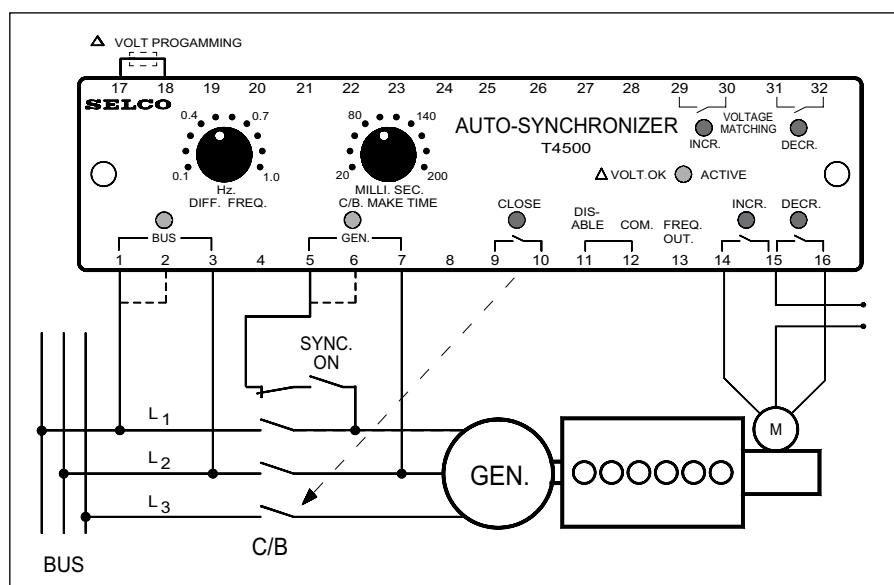 Δ VOLT PROGAMMING
17 18 19 20 21 22 23 24 25 26 27 28 29 30 31 32
SELCO
0.4 0.7
0.1 1.0
Hz.
DIFF. FREQ.
80 140
20 200
MILLI. SEC.
C/B. MAKE TIME
AUTO-SYNCHRONIZER
T4500
VOLTAGE
MATCHING
INCR. DECR.
Δ VOLT.OK ACTIVE
BUS
GEN.
CLOSE
DIS-
ABLE
COM.
FREQ.
OUT.
INCR. DECR.
1 2 3 4 5 6 7 8 9 10 11 12 13 14 15 16
SYNC.
ON
L1
L2
L3
GEN.
M
C/B
BUS